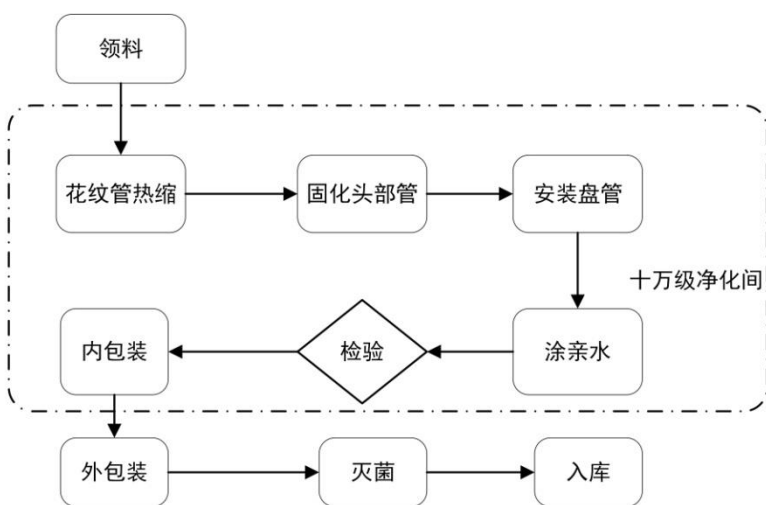 领料
花纹管热缩
固化头部管
安装盘管
十万级净化间
涂亲水
检验
内包装
外包装
灭菌
入库